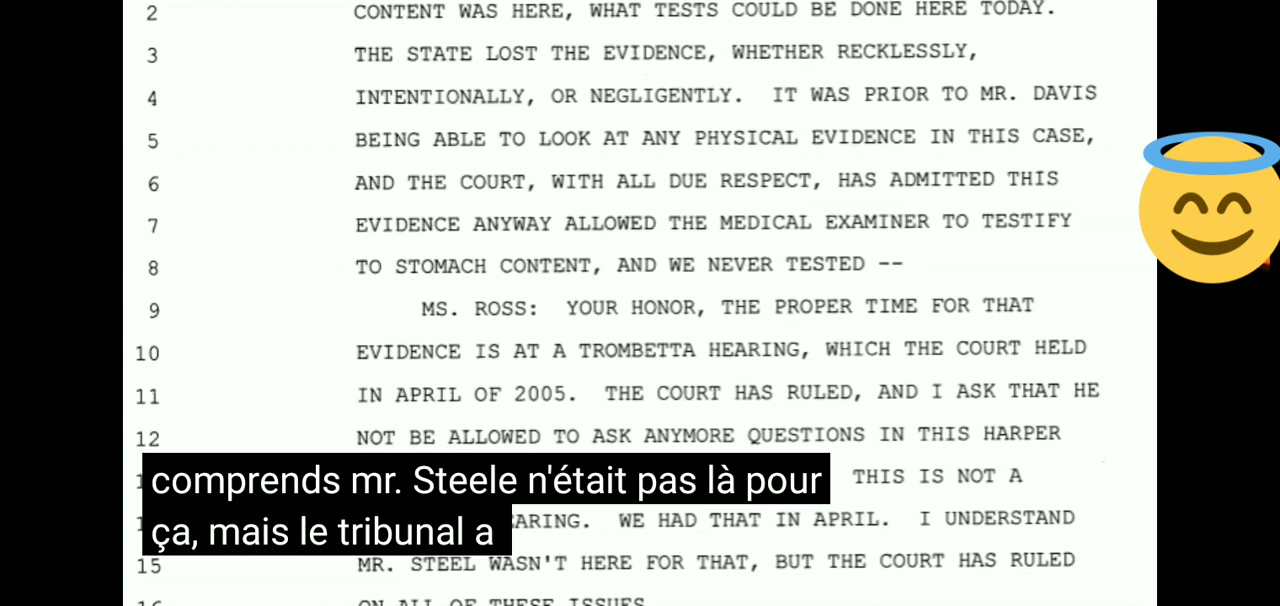 2 CONTENT WAS HERE, WHAT TESTS COULD BE DONE HERE TODAY.
3 THE STATE LOST THE EVIDENCE, WHETHER RECKLESSLY,
4 INTENTIONALLY, OR NEGLIGENTLY. IT WAS PRIOR TO MR. DAVIS
5 BEING ABLE TO LOOK AT ANY PHYSICAL EVIDENCE IN THIS CASE,
6 AND THE COURT, WITH ALL DUE RESPECT, HAS ADMITTED THIS
7 EVIDENCE ANYWAY ALLOWED THE MEDICAL EXAMINER TO TESTIFY
8 TO STOMACH CONTENT, AND WE NEVER TESTED --
9 MS. ROSS: YOUR HONOR, THE PROPER TIME FOR THAT
10 EVIDENCE IS AT A TROMBETTA HEARING, WHICH THE COURT HELD
11 IN APRIL OF 2005. THE COURT HAS RULED, AND I ASK THAT HE
12 NOT BE ALLOWED TO ASK ANYMORE QUESTIONS IN THIS HARPER
THIS IS NOT A
EARING. WE HAD THAT IN APRIL. I UNDERSTAND
15 MR. STEEL WASN'T HERE FOR THAT, BUT THE COURT HAS RULED
ON ALL OF THESE ISSUES
comprends mr. Steele n'était pas là pour
ça, mais le tribunal a